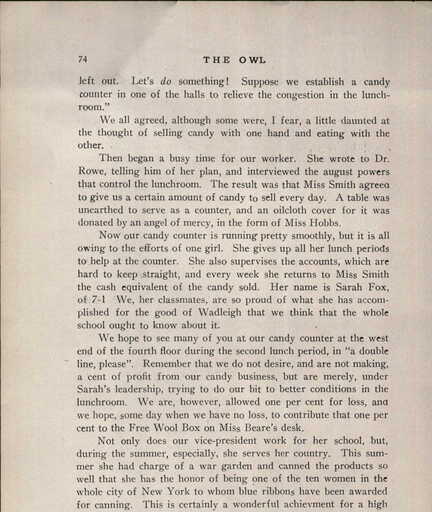 74 THE OWL
left out. Let's do something! Suppose we establish a candy
counter in one of the halls to relieve the congestion in the lunch-
room."
We all agreed, although some were, I fear, a little daunted at
the thought of selling candy with one hand and eating with the
other.
Then began a busy time for our worker. She wrote to Dr.
Rowe, telling him of her plan, and interviewed the august powers
that control the lunchroom. The result was that Miss Smith agreed
to give us a certain amount of candy to sell every day. A table was
unearthed to serve as a counter, and an oilcloth cover for it was
donated by an angel of mercy, in the form of Miss Hobbs.
Now our candy counter is running pretty smoothly, but it is all
owing to the efforts of one girl. She gives up all her lunch periods
to help at the counter. She also supervises the accounts, which are
hard to keep straight, and every week she returns to Miss Smith
the cash equivalent of the candy sold. Her name is Sarah Fox,
of 7-1 We, her classmates, are so proud of what she has accom-
plished for the good of Wadleigh that we think that the whole
school ought to know about it.
We hope to see many of you at our candy counter at the west
end of the fourth floor during the second lunch period, in "a double
line, please". Remember that we do not desire, and are not making,
a cent of profit from our candy business, but are merely, under
Sarah's leadership, trying to do our bit to better conditions in the
lunchroom. We are, however, allowed one per cent for loss, and
we hope, some day when we have no loss, to contribute that one per
cent to the Free Wool Box on Miss Beare's desk.
Not only does our vice-president work for her school, but,
during the summer, especially, she serves her country. This sum-
mer she had charge of a war garden and canned the products so
well that she has the honor of being one of the ten women in the
whole city of New York to whom blue ribbons have been awarded
for canning. This is certainly a wonderful achievment for a high